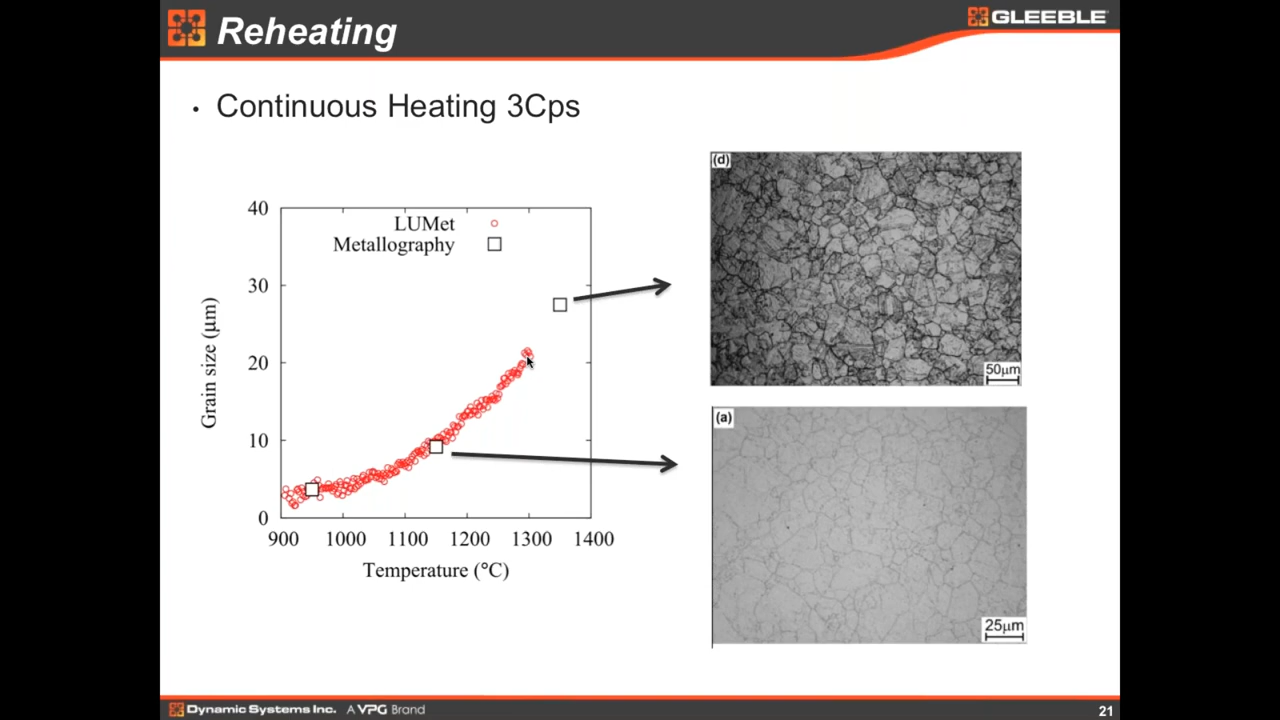 Reheating
GLEEBLE
• Continuous Heating 3Cps
(d)
50μm
40
30
20
10
0
LUMet
Metallography
Grain size (μm)
900 1000 1100 1200 1300 1400
Temperature (°C)
(a)
25μm
Dynamic Systems Inc. A VPG Brand
21